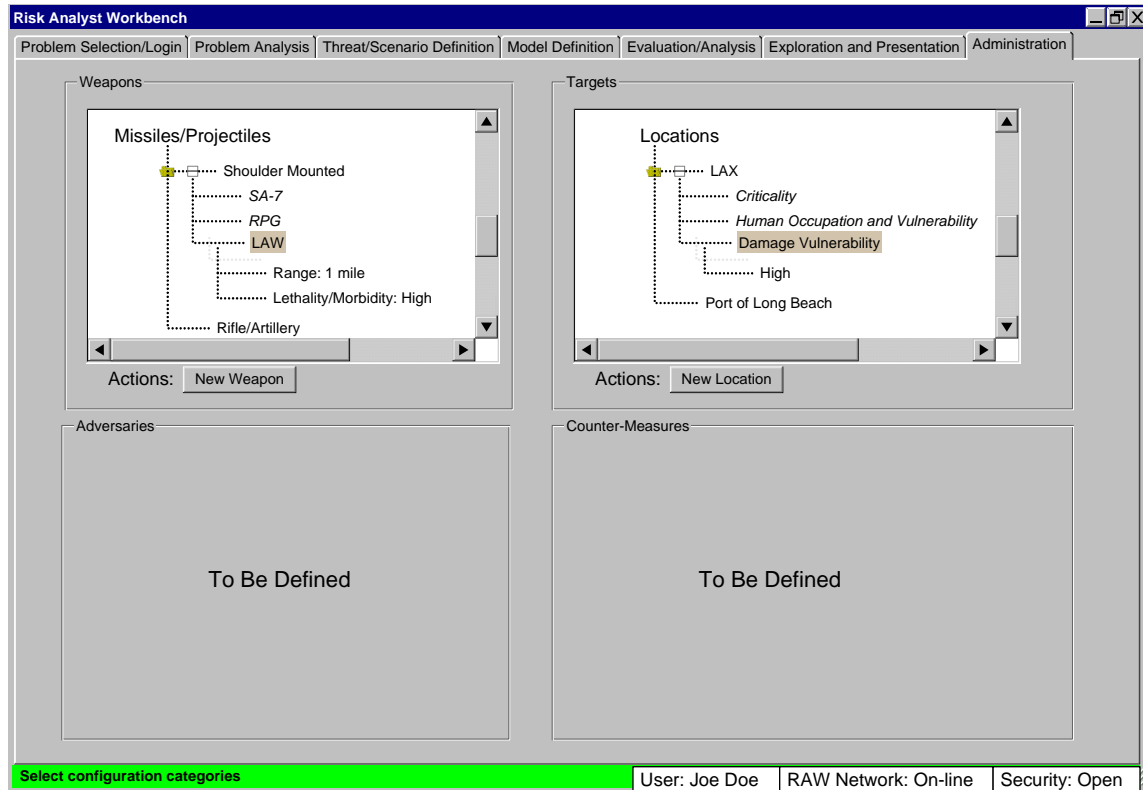 Risk Analyst Workbench
Problem Selection/Login Problem Analysis Threat/Scenario Definition Model Definition Evaluation/Analysis Exploration and Presentation Administration
Weapons
Missiles/Projectiles
Shoulder Mounted
SA-7
RPG
LAW
Range: 1 mile
Lethality/Morbidity: High
Rifle/Artillery
Actions: New Weapon
Targets
Locations
LAX
Criticality
Human Occupation and Vulnerability
Damage Vulnerability
High
Port of Long Beach
Actions: New Location
Adversaries
To Be Defined
Counter-Measures
To Be Defined
Select configuration categories User: Joe Doe RAW Network: On-line Security: Open